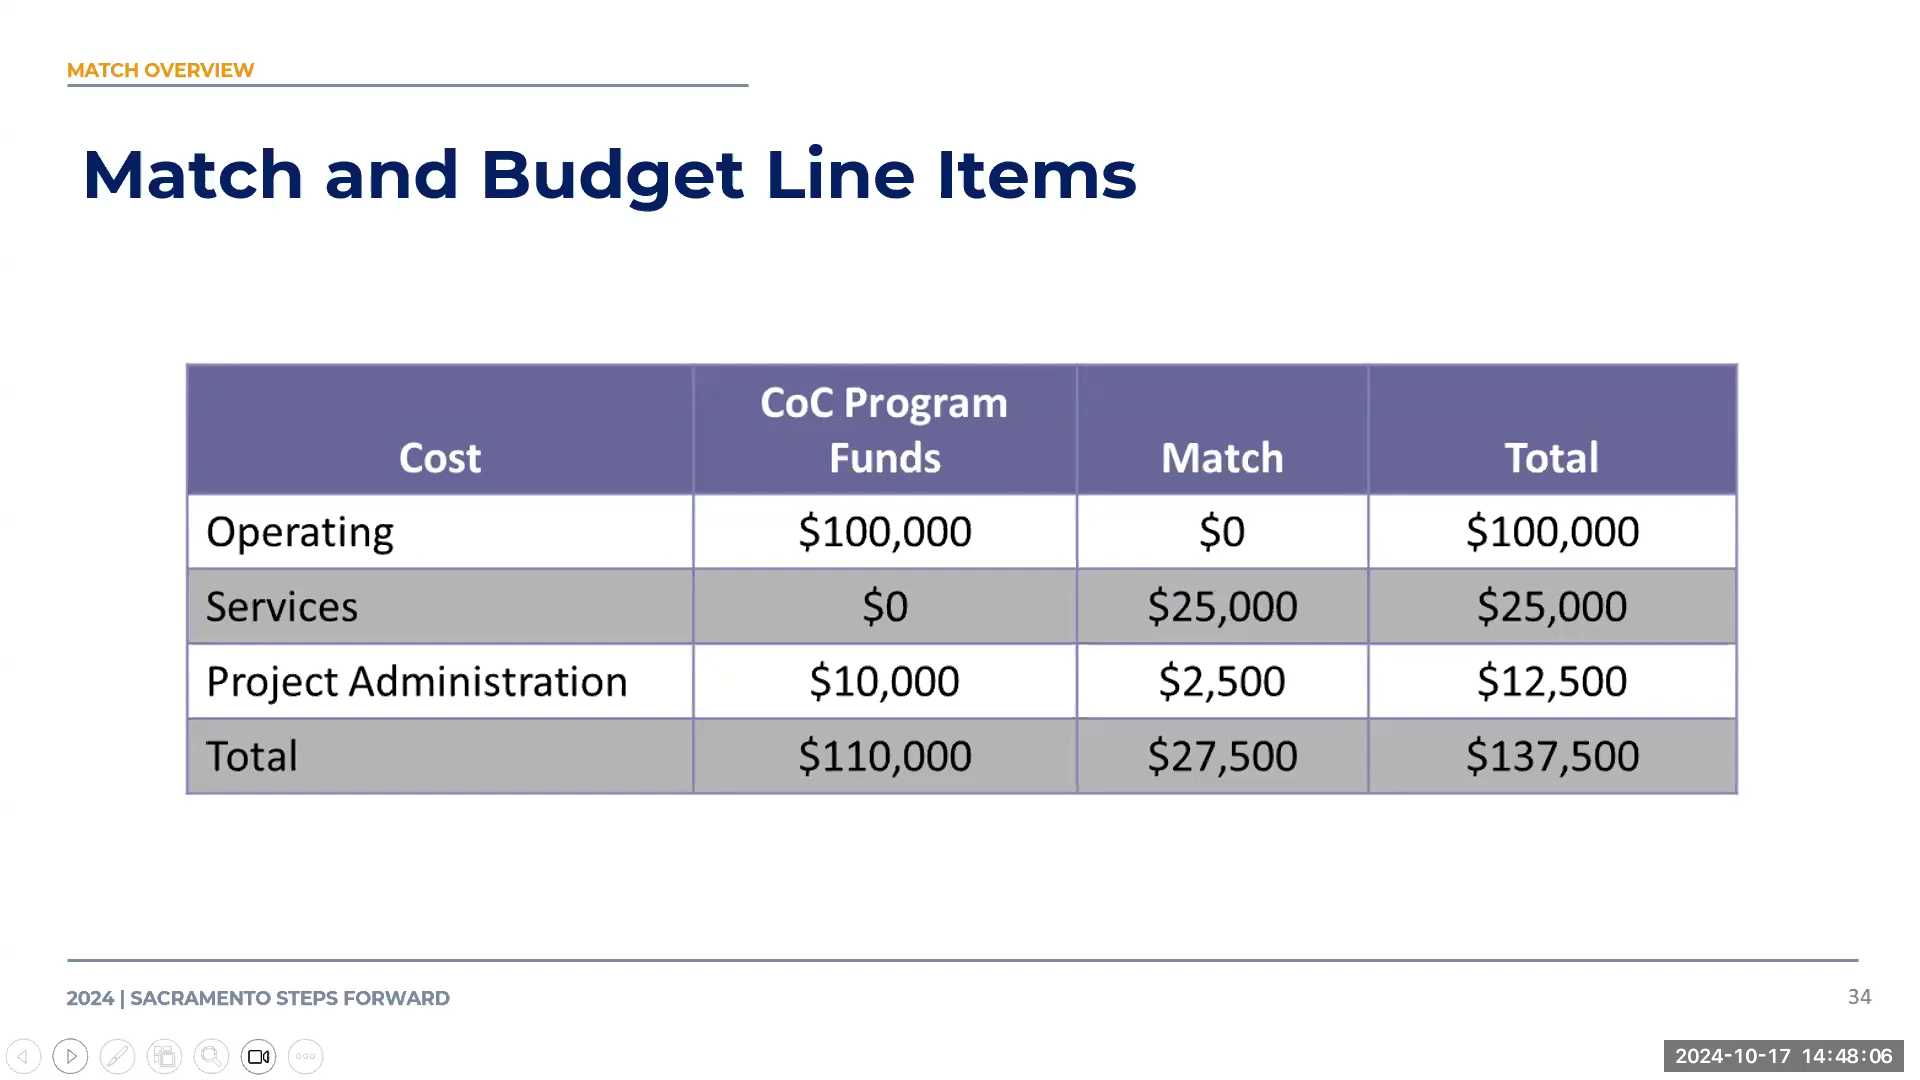 MATCH OVERVIEW
Match and Budget Line Items
Cost CoC Program Funds Match Total
Operating $100,000 $0 $100,000
Services $0 $25,000 $25,000
Project Administration $10,000 $2,500 $12,500
Total $110,000 $27,500 $137,500
2024 | SACRAMENTO STEPS FORWARD
34
2024-10-17 14:48:06